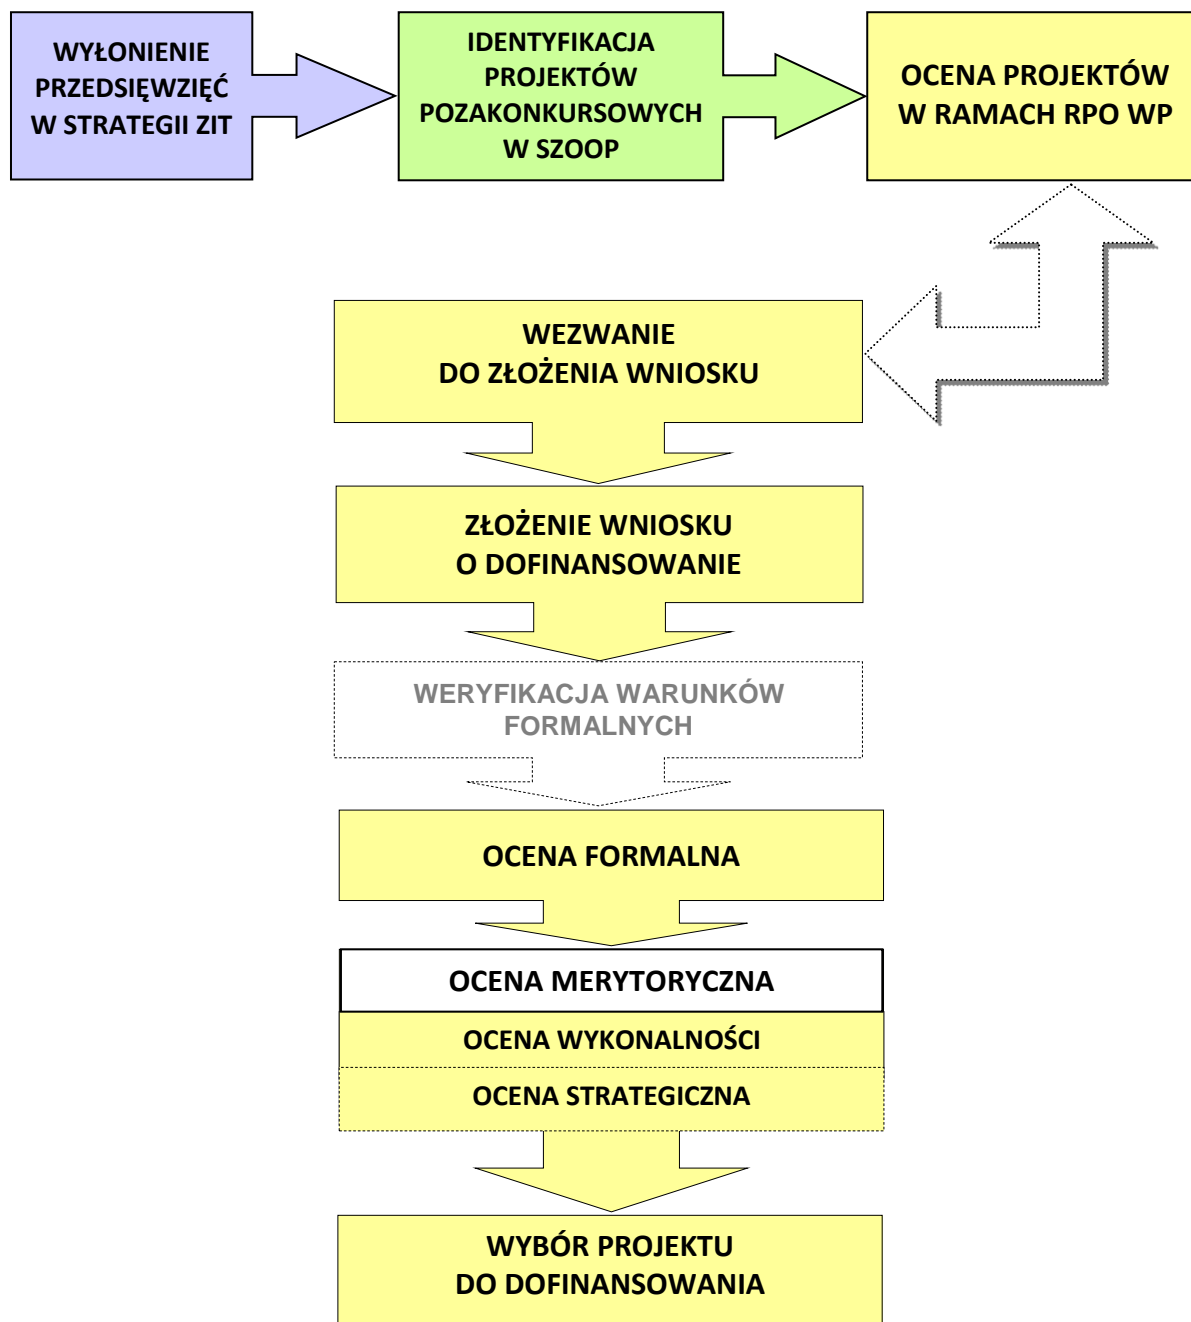 WYŁONIENIE
PRZEDSIĘWZIĘĆ
W STRATEGII ZIT
IDENTYFIKACJA
PROJEKTÓW
POZAKONKURSOWYCH
W SZOOP
OCENA PROJEKTÓW
W RAMACH RPO WP
WEZWANIE
DO ZŁOŻENIA WNIOSKU
ZŁOŻENIE WNIOSKU
O DOFINANSOWANIE
WERYFIKACJA WARUNKÓW
FORMALNYCH
OCENA FORMALNA
OCENA MERYTORYCZNA
OCENA WYKONALNOŚCI
OCENA STRATEGICZNA
WYBÓR PROJEKTU
DO DOFINANSOWANIA